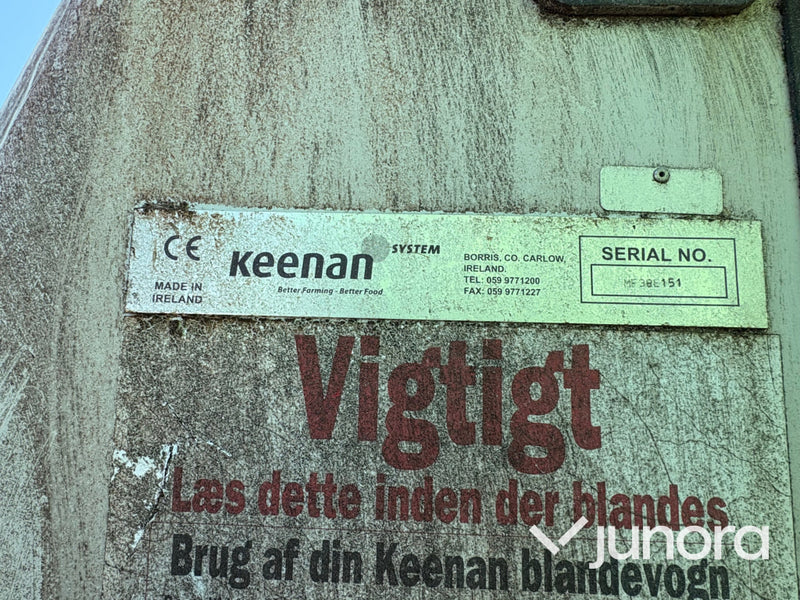 CE
MADE IN
IRELAND
Keenan SYSTEM
Better Farming - Better Food
BORRIS, CO. CARLOW,
IRELAND.
TEL: 059 9771200
FAX: 059 9771227
SERIAL NO.
Vigtigt
Læs dette inden der blandes
Brug af din Keenan blandevogn
junora